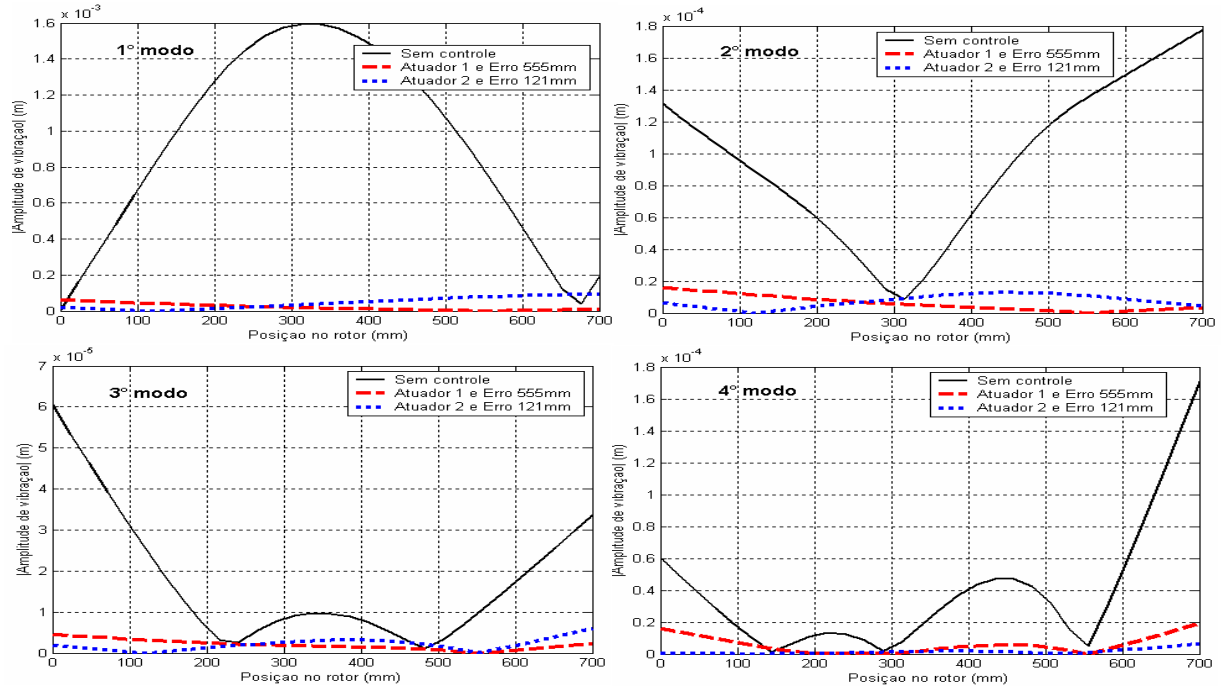 x 10⁻³
1.6
1.4
1.2
1
0.8
0.6
0.4
0.2
0
|Amplitude de vibraçao| (m)
1° modo
Sem controle
Atuador 1 e Erro 555mm
Atuador 2 e Erro 121mm
0 100 200 300 400 500 600 700
Posiçao no rotor (mm)
x 10⁻⁴
1.8
1.6
1.4
1.2
1
0.8
0.6
0.4
0.2
0
|Amplitude de vibraçao| (m)
2° modo
Sem controle
Atuador 1 e Erro 555mm
Atuador 2 e Erro 121mm
0 100 200 300 400 500 600 700
Posiçao no rotor (mm)
x 10⁻⁵
7
6
5
4
3
2
1
0
|Amplitude de vibraçao| (m)
3° modo
Sem controle
Atuador 1 e Erro 555mm
Atuador 2 e Erro 121mm
0 100 200 300 400 500 600 700
Posiçao no rotor (mm)
x 10⁻⁴
1.8
1.6
1.4
1.2
1
0.8
0.6
0.4
0.2
0
|Amplitude de vibraçao| (m)
4° modo
Sem controle
Atuador 1 e Erro 555mm
Atuador 2 e Erro 121mm
0 100 200 300 400 500 600 700
Posiçao no rotor (mm)